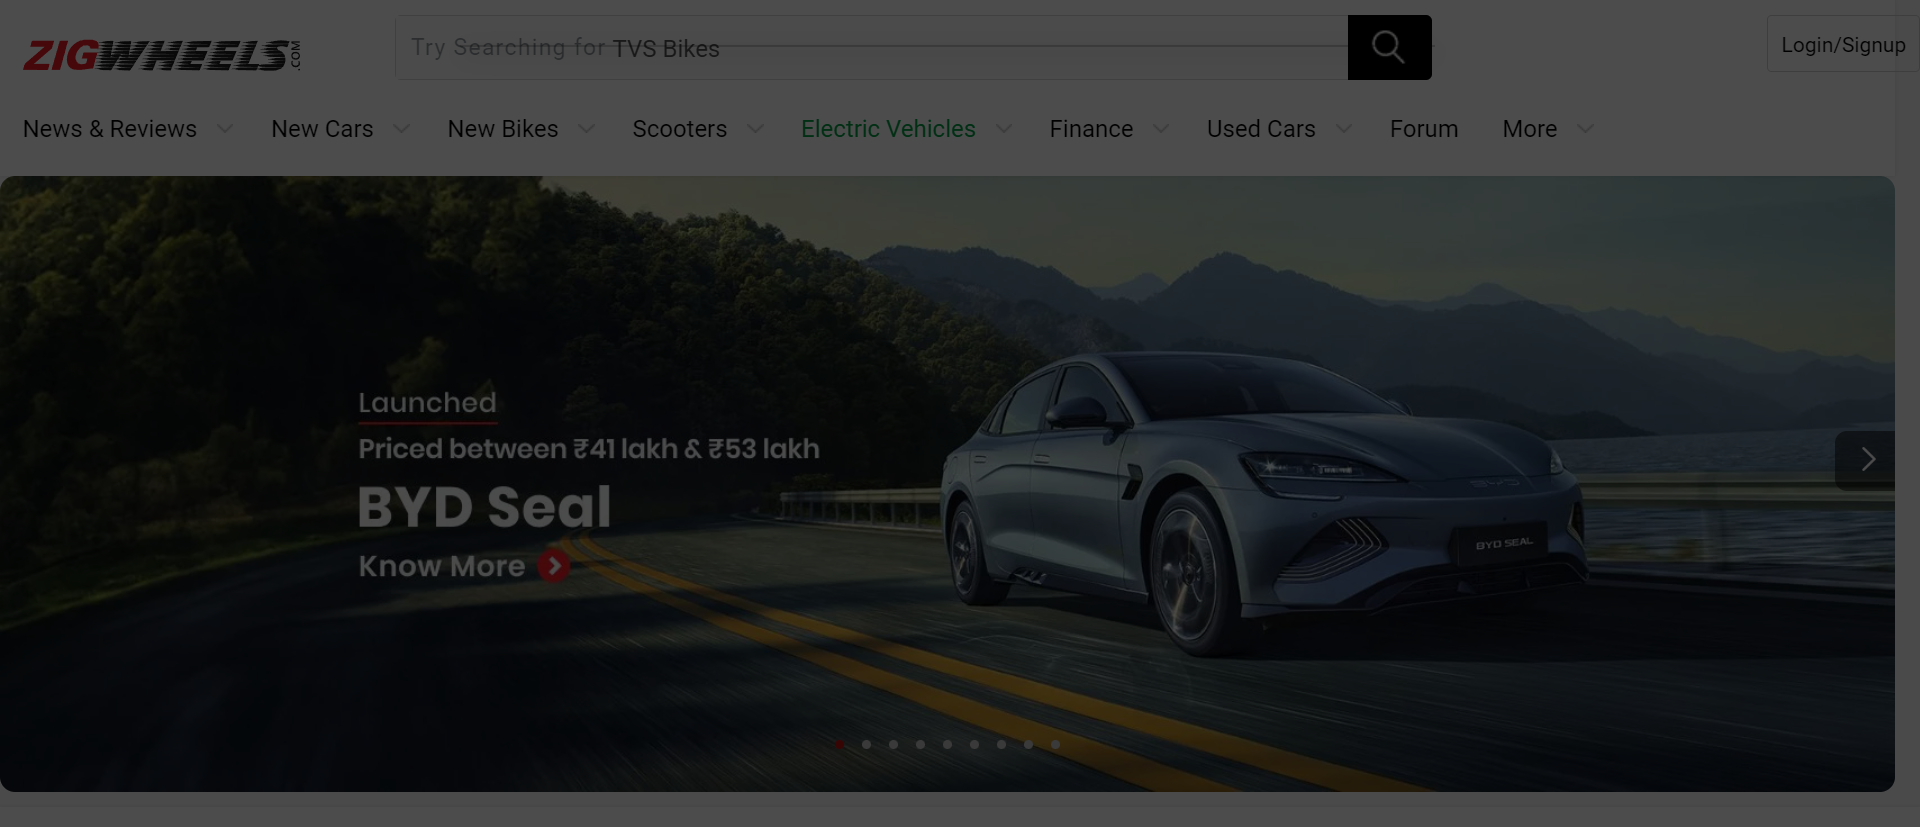 ZIGWHEELS.COM
Try Searching for TVS Bikes
Login/Signup
News & Reviews
New Cars
New Bikes
Scooters
Electric Vehicles
Finance
Used Cars
Forum
More
Launched
Priced between ₹41 lakh & ₹53 lakh
BYD Seal
Know More
BYD
BYD SEAL